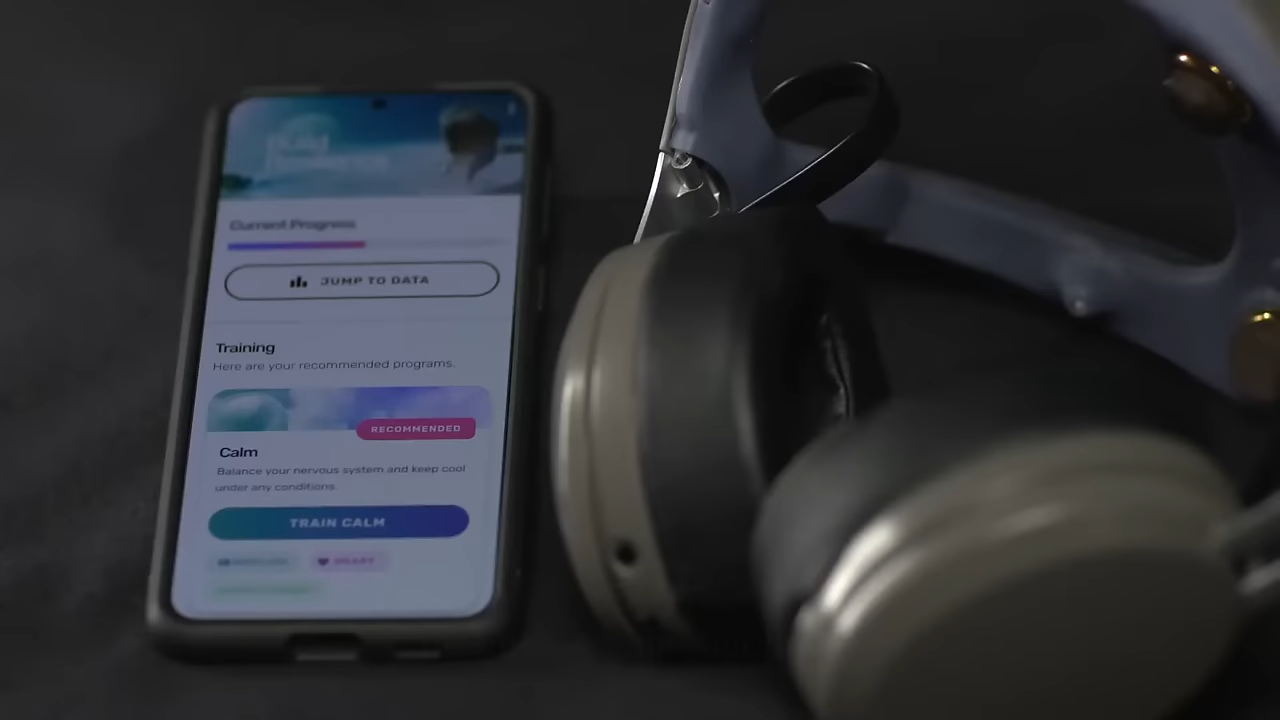 Current Progress
JUMP TO DATA
Training
Here are your recommended programs.
RECOMMENDED
Calm
Balance your nervous system and keep cool
under any conditions.
TRAIN CALM
HEART